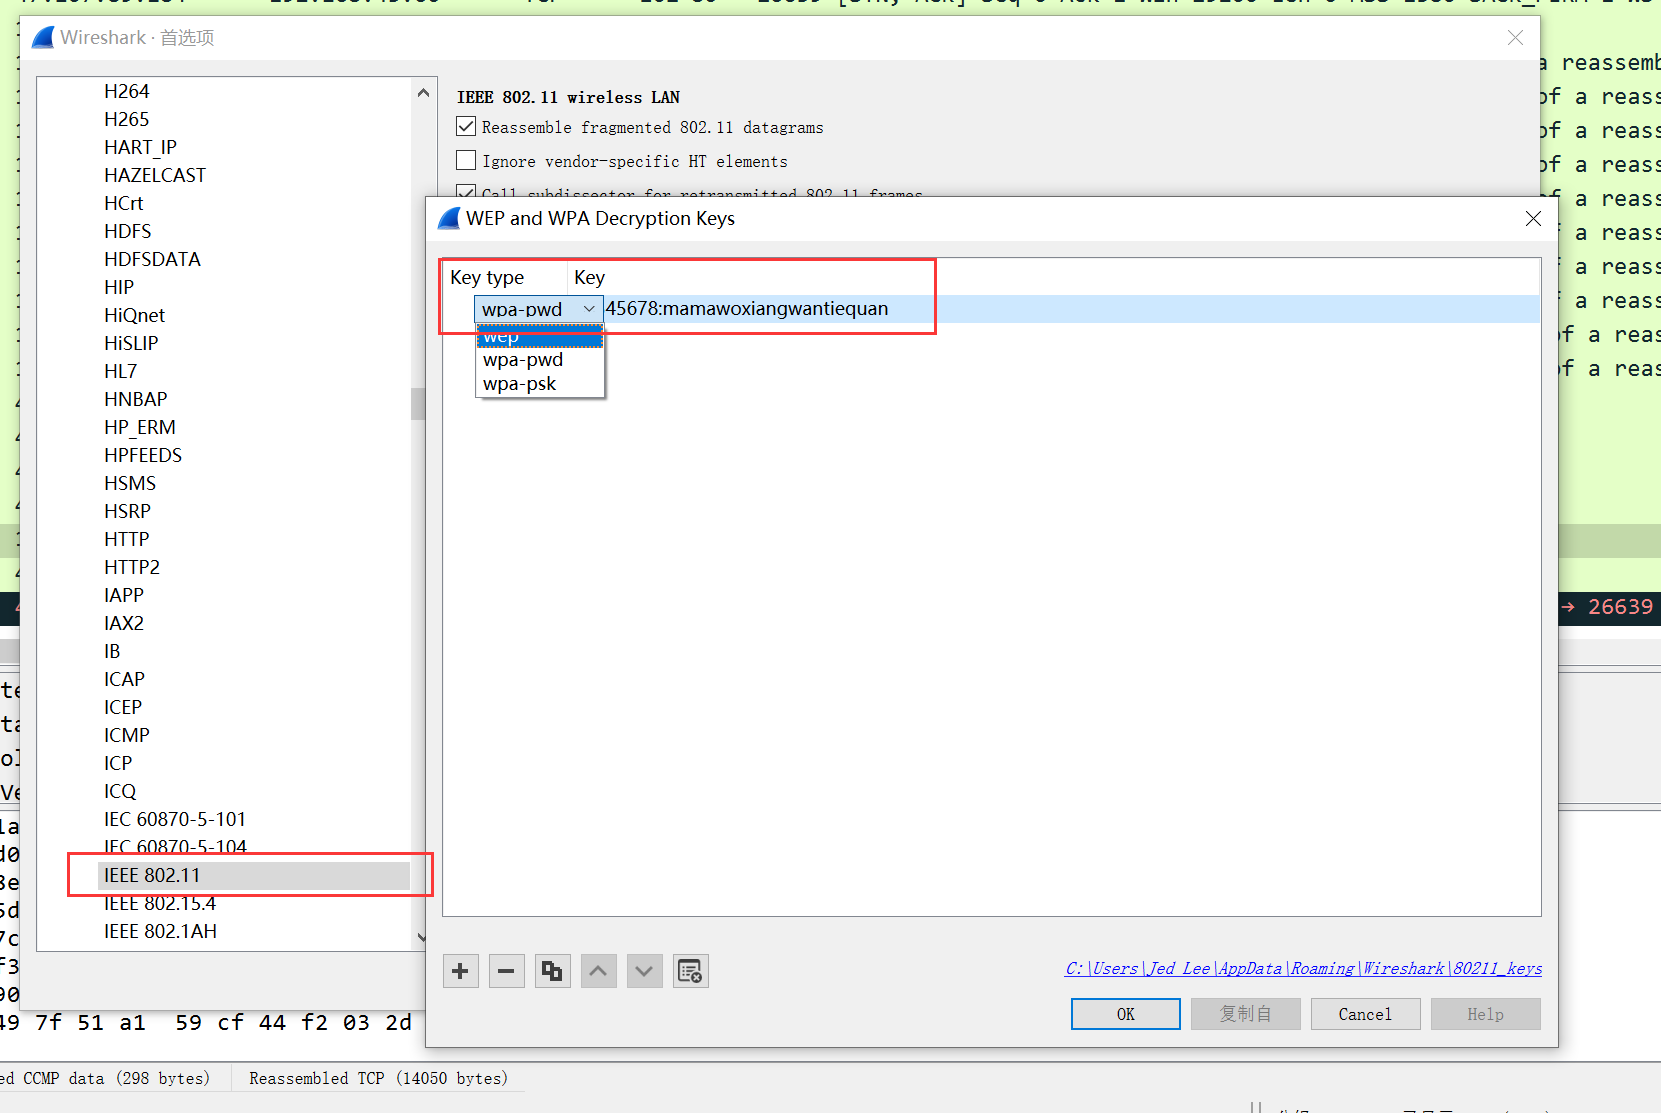 Wireshark · 首选项
a reassemb
of a reass
of a reass
of a reass
of a reass
a reass
a reass
a reass
of a reass
of a reas
H264
H265
HART_IP
HAZELCAST
HCrt
HDFS
HDFSDATA
HIP
HiQnet
HiSLIP
HL7
HNBAP
HP_ERM
HPFEEDS
HSMS
HSRP
HTTP
HTTP2
IAPP
IAX2
IB
ICAP
ICEP
ICMP
ICP
ICQ
IEC 60870-5-101
IEC 60870-5-104
IEEE 802.11
IEEE 802.15.4
IEEE 802.1AH
IEEE 802.11 wireless LAN
Reassemble fragmented 802.11 datagrams
Ignore vendor-specific HT elements
Call subdissector for retransmitted 802.11 frames
WEP and WPA Decryption Keys
Key type Key
wpa-pwd 45678:mamawoxiangwantiequan
wep
wpa-pwd
wpa-psk
C:\Users\Jed Lee\AppData\Roaming\Wireshark\80211_keys
OK 复制自 Cancel Help
→ 26639
49 7f 51 a1 59 cf 44 f2 03 2d
ed CCMP data (298 bytes) Reassembled TCP (14050 bytes)